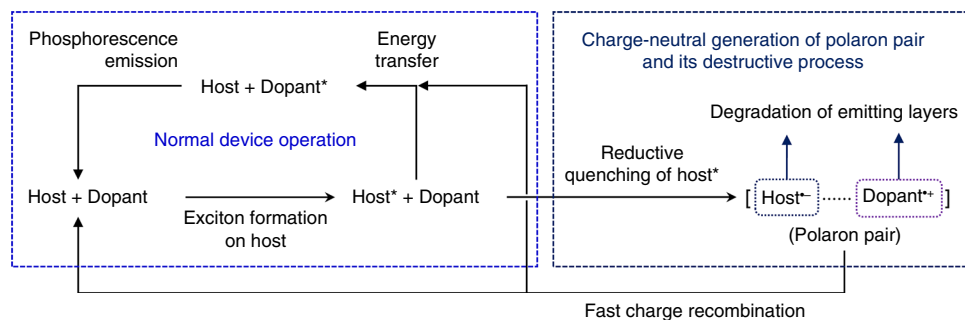 Phosphorescence
emission
Energy
transfer
Host + Dopant*
Normal device operation
Host + Dopant
Exciton formation
on host
Host* + Dopant
Charge-neutral generation of polaron pair
and its destructive process
Degradation of emitting layers
Reductive
quenching of host*
[ Host•− ...... Dopant•+ ]
(Polaron pair)
Fast charge recombination